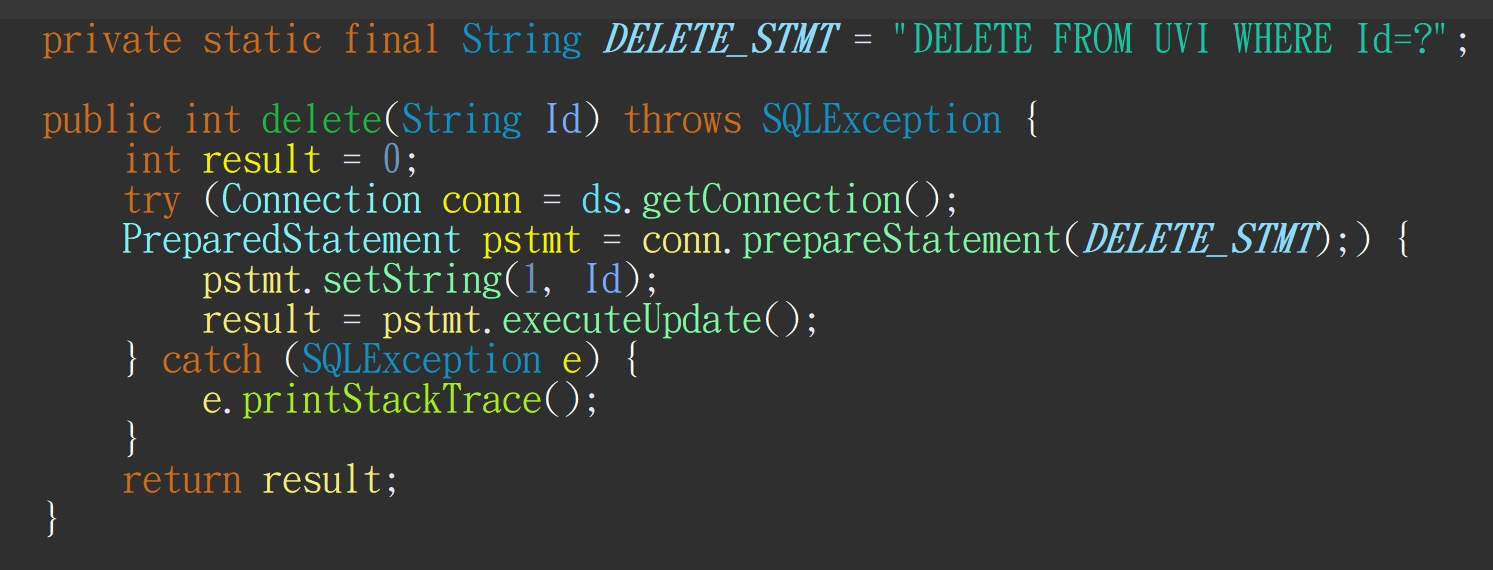 private static final String DELETE_STMT = "DELETE FROM UVI WHERE Id=?";
public int delete(String Id) throws SQLException {
int result = 0;
try (Connection conn = ds.getConnection();
PreparedStatement pstmt = conn.prepareStatement(DELETE_STMT);) {
pstmt.setString(1, Id);
result = pstmt.executeUpdate();
} catch (SQLException e) {
e.printStackTrace();
}
return result;
}